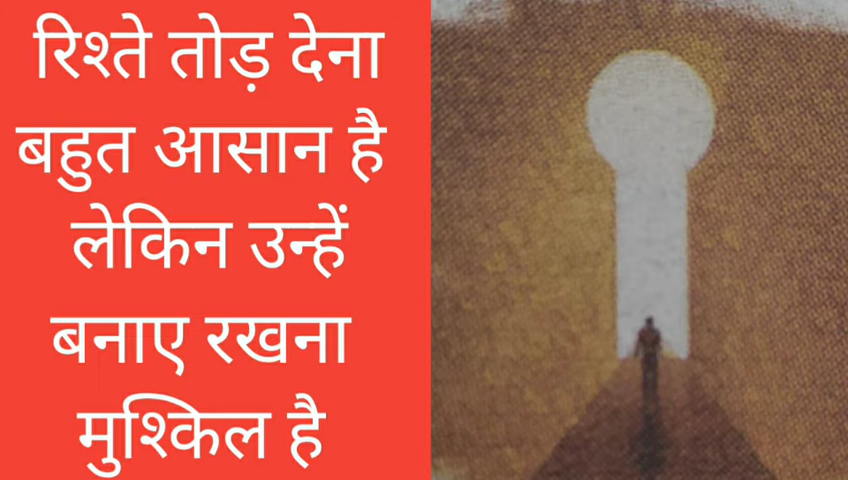 रिश्ते तोड़ देना
बहुत आसान है
लेकिन उन्हें
बनाए रखना
मुश्किल है